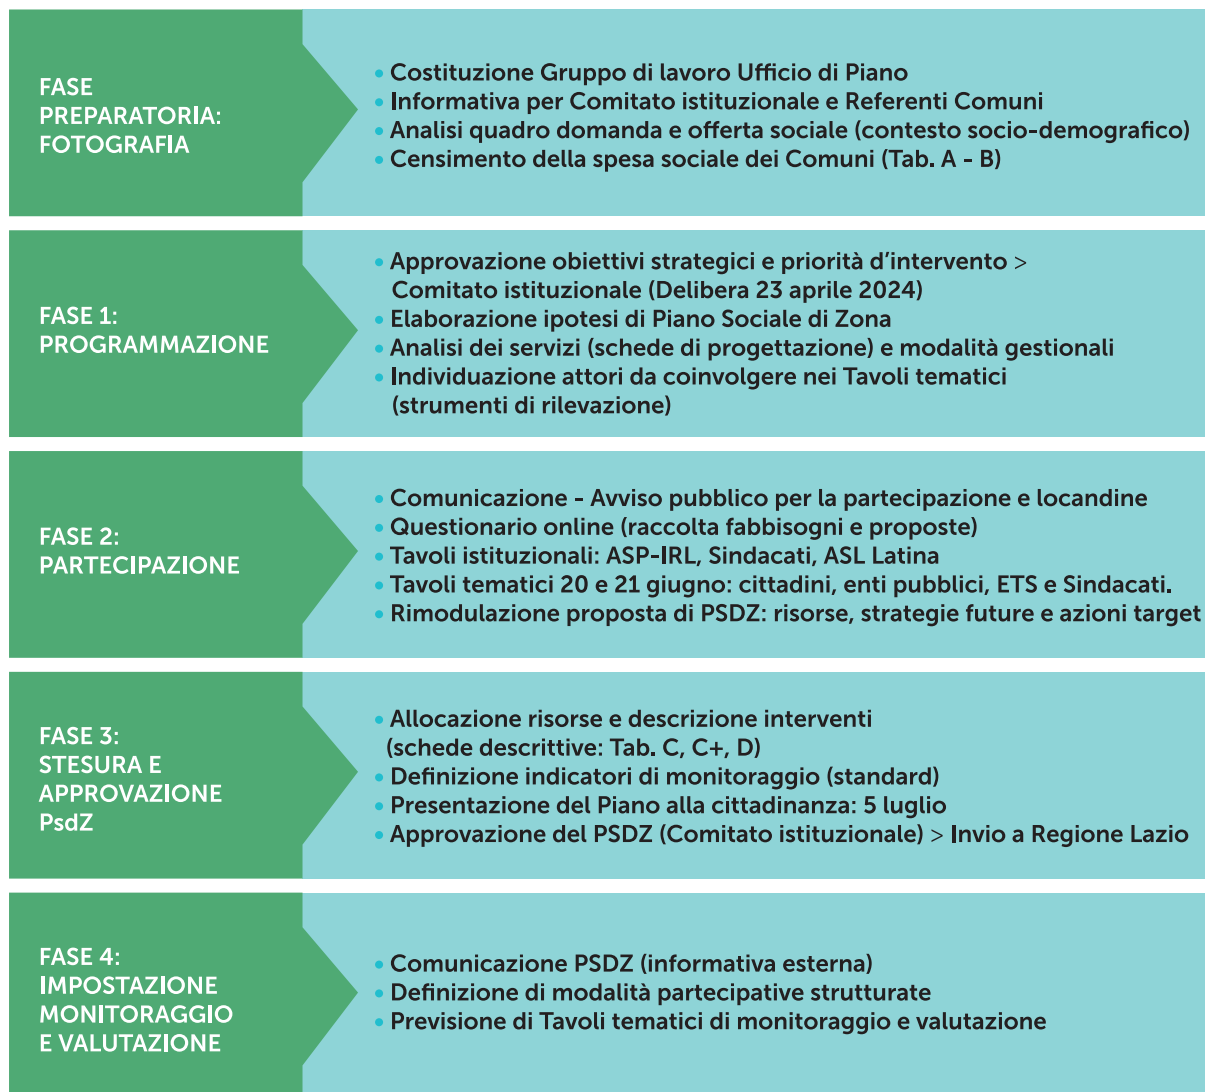 FASE
PREPARATORIA:
FOTOGRAFIA
• Costituzione Gruppo di lavoro Ufficio di Piano
• Informativa per Comitato istituzionale e Referenti Comuni
• Analisi quadro domanda e offerta sociale (contesto socio-demografico)
• Censimento della spesa sociale dei Comuni (Tab. A - B)
FASE 1:
PROGRAMMAZIONE
• Approvazione obiettivi strategici e priorità d'intervento >
Comitato istituzionale (Delibera 23 aprile 2024)
• Elaborazione ipotesi di Piano Sociale di Zona
• Analisi dei servizi (schede di progettazione) e modalità gestionali
• Individuazione attori da coinvolgere nei Tavoli tematici
(strumenti di rilevazione)
FASE 2:
PARTECIPAZIONE
• Comunicazione - Avviso pubblico per la partecipazione e locandine
• Questionario online (raccolta fabbisogni e proposte)
• Tavoli istituzionali: ASP-IRL, Sindacati, ASL Latina
• Tavoli tematici 20 e 21 giugno: cittadini, enti pubblici, ETS e Sindacati.
• Rimodulazione proposta di PSDZ: risorse, strategie future e azioni target
FASE 3:
STESURA E
APPROVAZIONE
PsdZ
• Allocazione risorse e descrizione interventi
(schede descrittive: Tab. C, C+, D)
• Definizione indicatori di monitoraggio (standard)
• Presentazione del Piano alla cittadinanza: 5 luglio
• Approvazione del PSDZ (Comitato istituzionale) > Invio a Regione Lazio
FASE 4:
IMPOSTAZIONE
MONITORAGGIO
E VALUTAZIONE
• Comunicazione PSDZ (informativa esterna)
• Definizione di modalità partecipative strutturate
• Previsione di Tavoli tematici di monitoraggio e valutazione